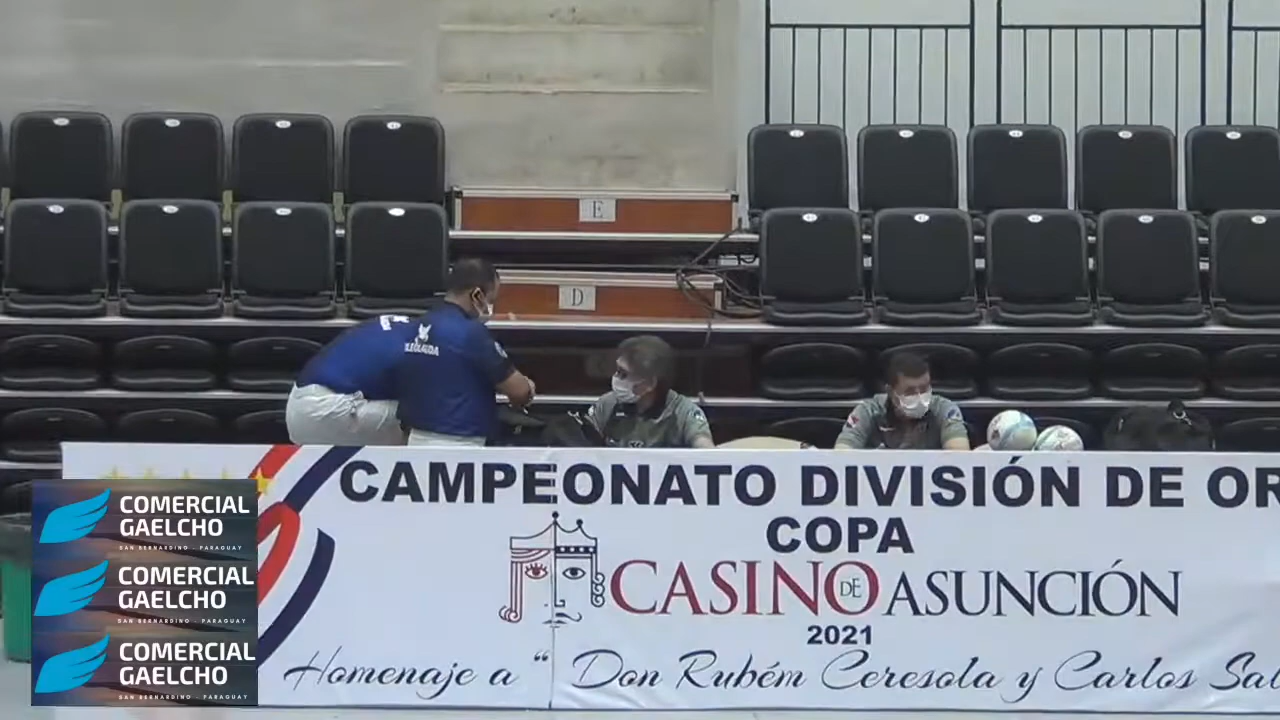 E
D
CAMPEONATO DIVISIÓN DE OR
COPA
CASINO DE ASUNCIÓN
2021
Homenaje a “ Don Rubém Ceresola y Carlos Sal
COMERCIAL
GAELCHO
SAN BERNARDINO - PARAGUAY
COMERCIAL
GAELCHO
SAN BERNARDINO - PARAGUAY
COMERCIAL
GAELCHO
SAN BERNARDINO - PARAGUAY